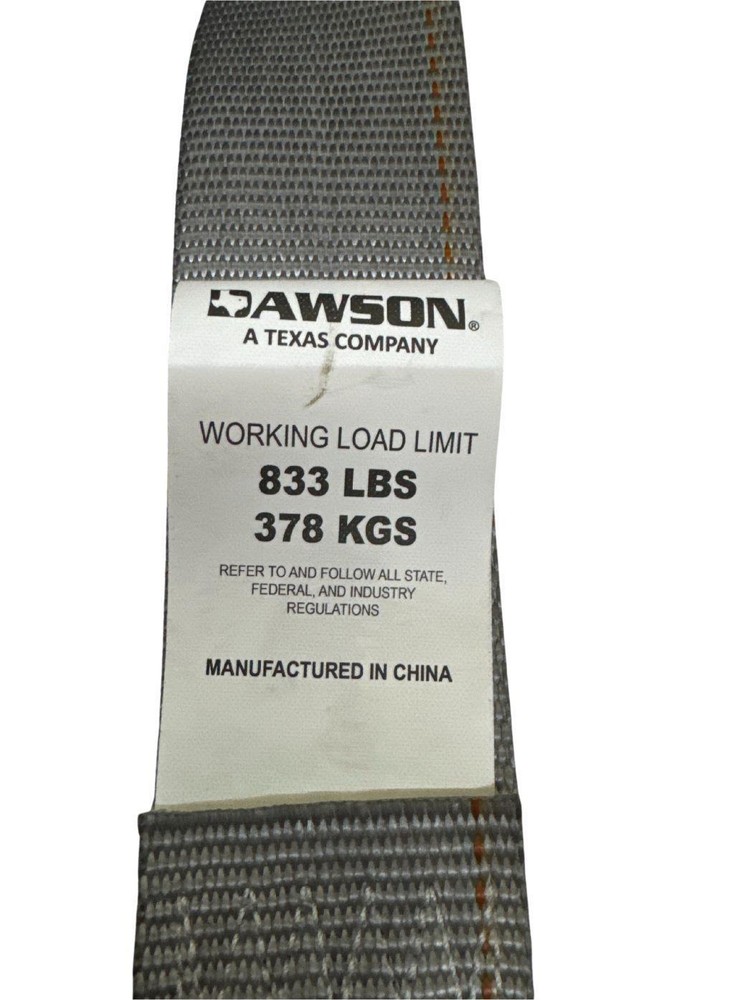 DAWSON®
A TEXAS COMPANY
WORKING LOAD LIMIT
833 LBS
378 KGS
REFER TO AND FOLLOW ALL STATE,
FEDERAL, AND INDUSTRY
REGULATIONS
MANUFACTURED IN CHINA